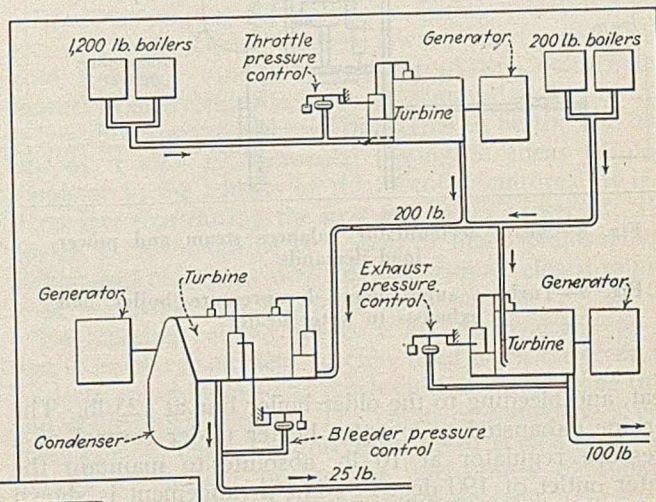 1,200 lb. boilers
Throttle
pressure
control
Generator
200 lb. boilers
Turbine
200 lb.
Exhaust
pressure
control
Generator
Turbine
Generator
Turbine
Condenser
Bleeder pressure
control
25 lb.
100 lb